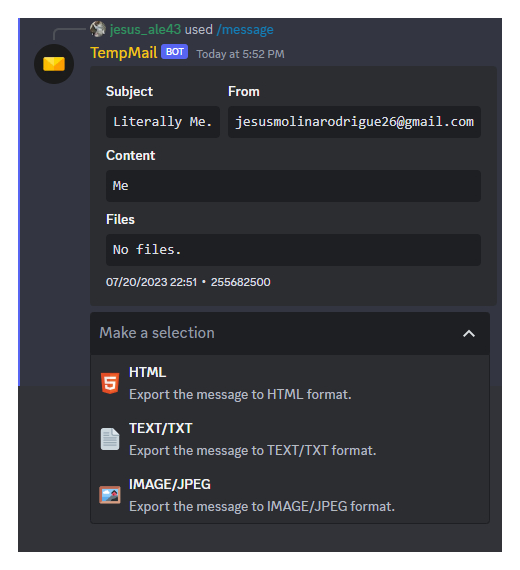 jesus_ale43 used /message
TempMail BOT Today at 5:52 PM
Subject From
Literally Me. jesusmolinarodrigue26@gmail.com
Content
Me
Files
No files.
07/20/2023 22:51 • 255682500
Make a selection
HTML
Export the message to HTML format.
TEXT/TXT
Export the message to TEXT/TXT format.
IMAGE/JPEG
Export the message to IMAGE/JPEG format.